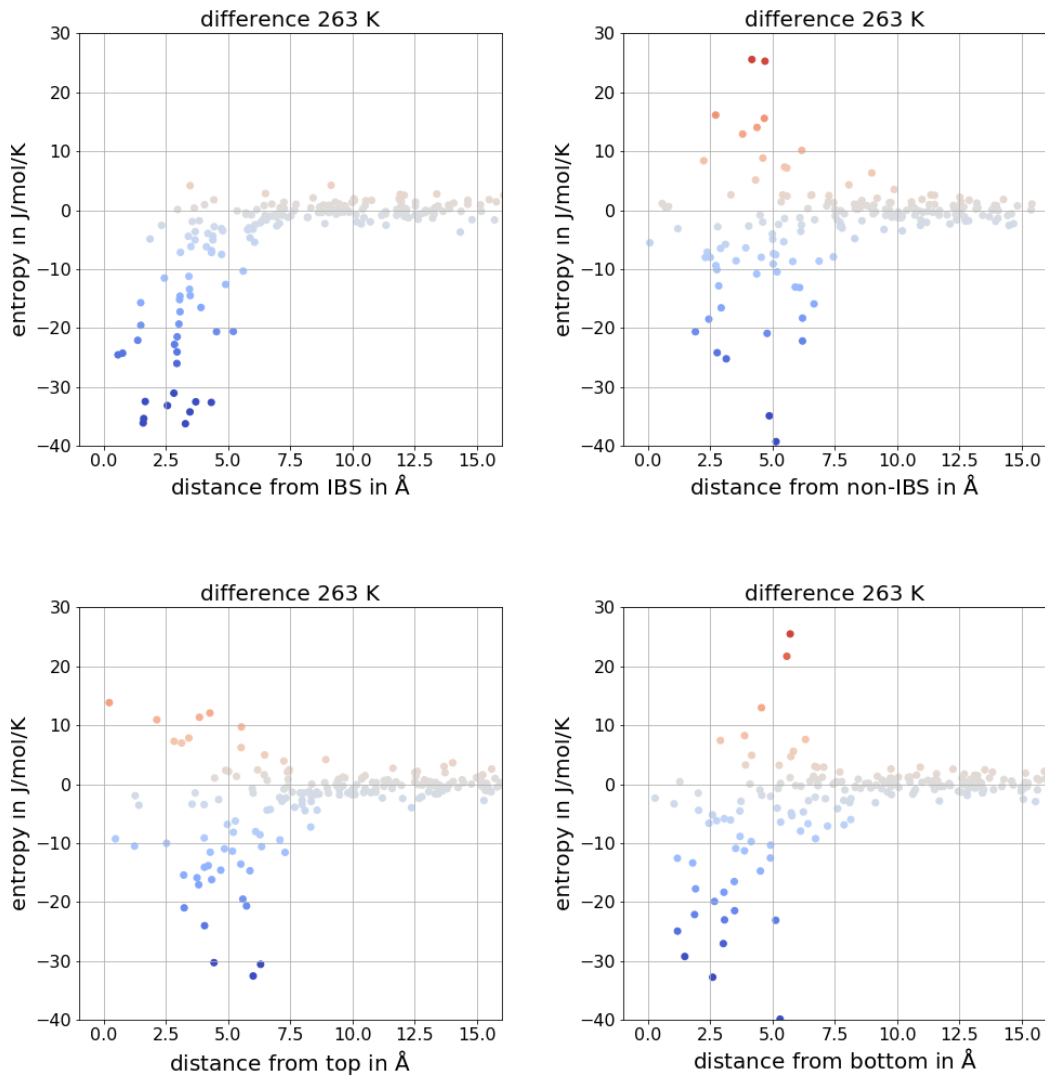 difference 263 K
30
20
10
0
−10
−20
−30
−40
entropy in J/mol/K
0.0 2.5 5.0 7.5 10.0 12.5 15.0
distance from IBS in Å
difference 263 K
30
20
10
0
−10
−20
−30
−40
entropy in J/mol/K
0.0 2.5 5.0 7.5 10.0 12.5 15.0
distance from non-IBS in Å
difference 263 K
30
20
10
0
−10
−20
−30
−40
entropy in J/mol/K
0.0 2.5 5.0 7.5 10.0 12.5 15.0
distance from top in Å
difference 263 K
30
20
10
0
−10
−20
−30
−40
entropy in J/mol/K
0.0 2.5 5.0 7.5 10.0 12.5 15.0
distance from bottom in Å